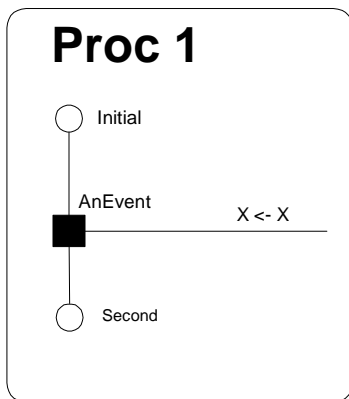 Proc 1
Initial
AnEvent
X <- X
Second